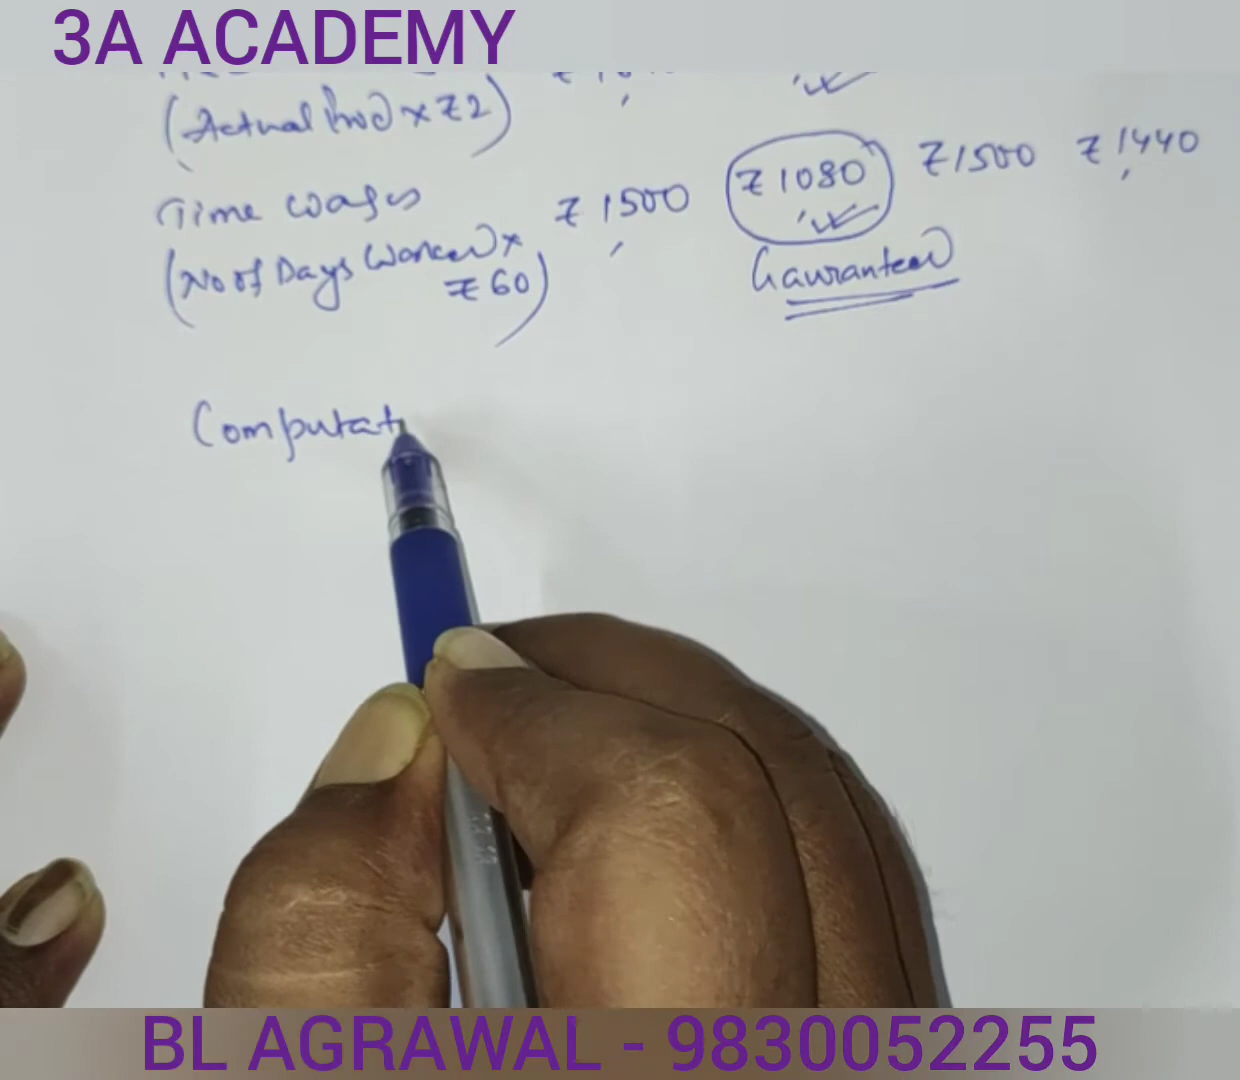 3A ACADEMY
(Actual Prod × ₹2)
Time Wages ₹1500 ₹1080 ₹1500 ₹1440
(No of Days Worked × ₹60)
Gauranteed
Computat
BL AGRAWAL - 9830052255